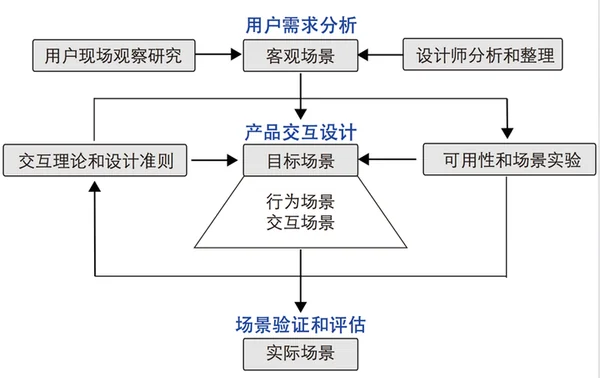 用户需求分析
用户现场观察研究
客观场景
设计师分析和整理
产品交互设计
交互理论和设计准则
目标场景
可用性和场景实验
行为场景
交互场景
场景验证和评估
实际场景